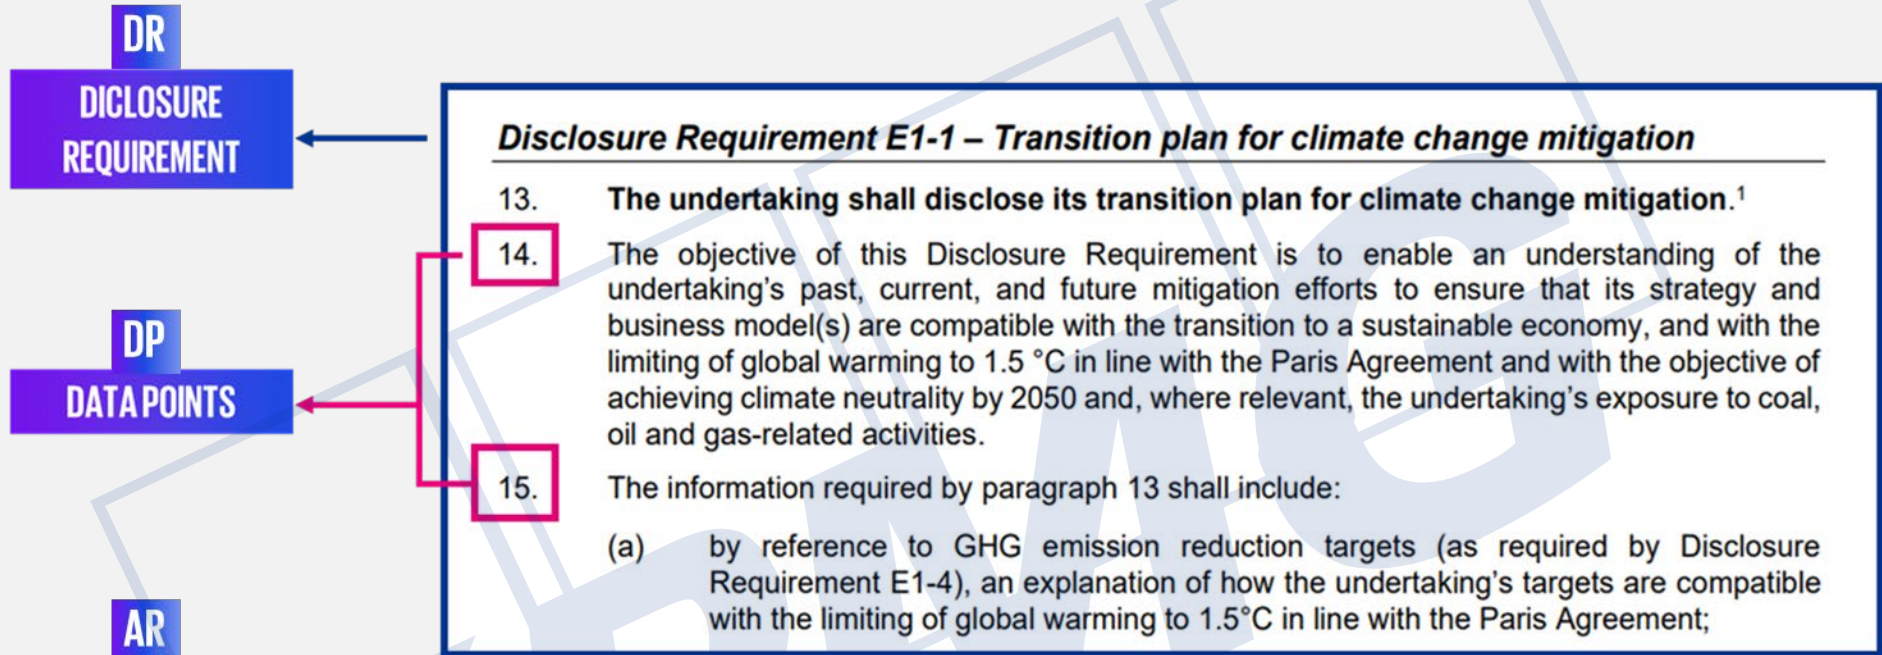 DR
DICLOSURE
REQUIREMENT
Disclosure Requirement E1-1 – Transition plan for climate change mitigation
13. The undertaking shall disclose its transition plan for climate change mitigation.¹
14. The objective of this Disclosure Requirement is to enable an understanding of the
undertaking's past, current, and future mitigation efforts to ensure that its strategy and
business model(s) are compatible with the transition to a sustainable economy, and with the
limiting of global warming to 1.5 °C in line with the Paris Agreement and with the objective of
achieving climate neutrality by 2050 and, where relevant, the undertaking's exposure to coal,
oil and gas-related activities.
DP
DATA POINTS
15. The information required by paragraph 13 shall include:
(a) by reference to GHG emission reduction targets (as required by Disclosure
Requirement E1-4), an explanation of how the undertaking's targets are compatible
with the limiting of global warming to 1.5°C in line with the Paris Agreement;
AR